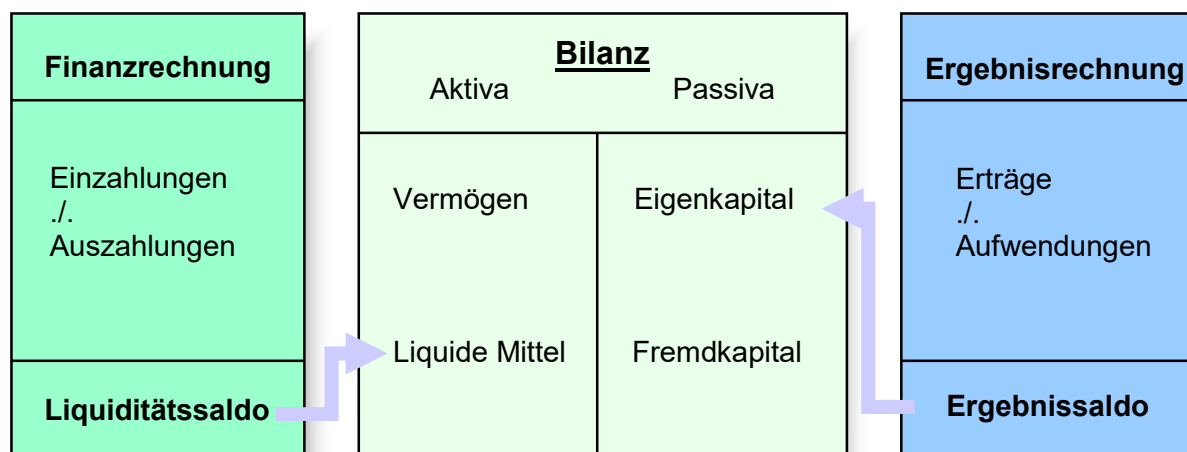 Finanzrechnung
Einzahlungen
./.
Auszahlungen
Liquiditätssaldo
Bilanz
Aktiva Passiva
Vermögen Eigenkapital
Liquide Mittel Fremdkapital
Ergebnisrechnung
Erträge
./.
Aufwendungen
Ergebnissaldo